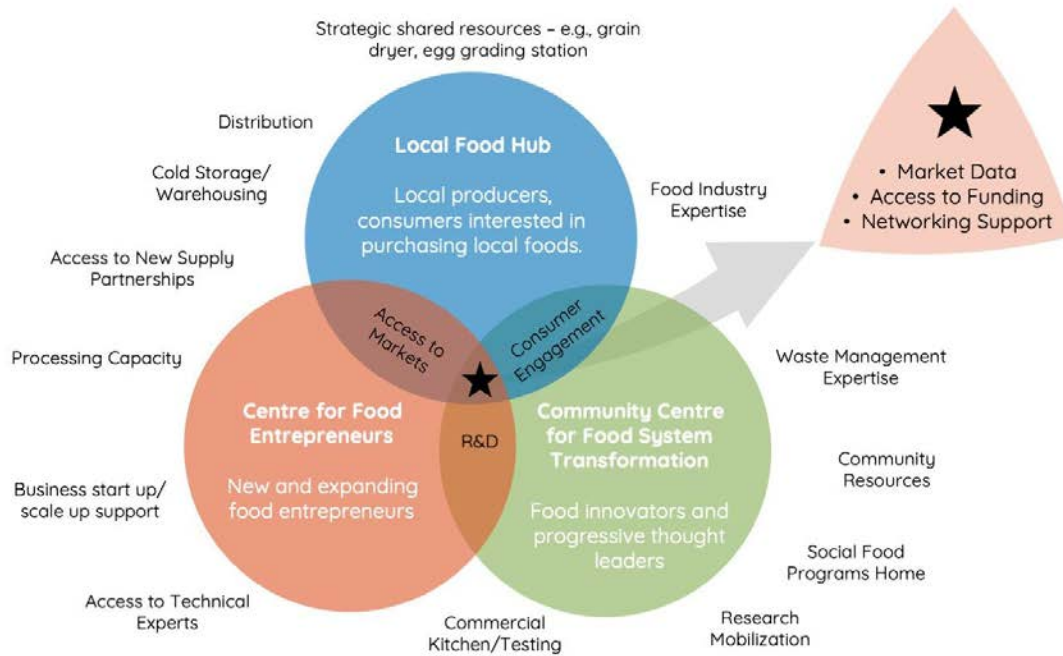 Strategic shared resources – e.g., grain
dryer, egg grading station
Distribution
Cold Storage/
Warehousing
Access to New Supply
Partnerships
Processing Capacity
Business start up/
scale up support
Access to Technical
Experts
Local Food Hub
Local producers,
consumers interested in
purchasing local foods.
Food Industry
Expertise
• Market Data
• Access to Funding
• Networking Support
Access to
Markets
Consumer
Engagement
R&D
Centre for Food
Entrepreneurs
New and expanding
food entrepreneurs
Community Centre
for Food System
Transformation
Food innovators and
progressive thought
leaders
Waste Management
Expertise
Community
Resources
Social Food
Programs Home
Research
Mobilization
Commercial
Kitchen/Testing